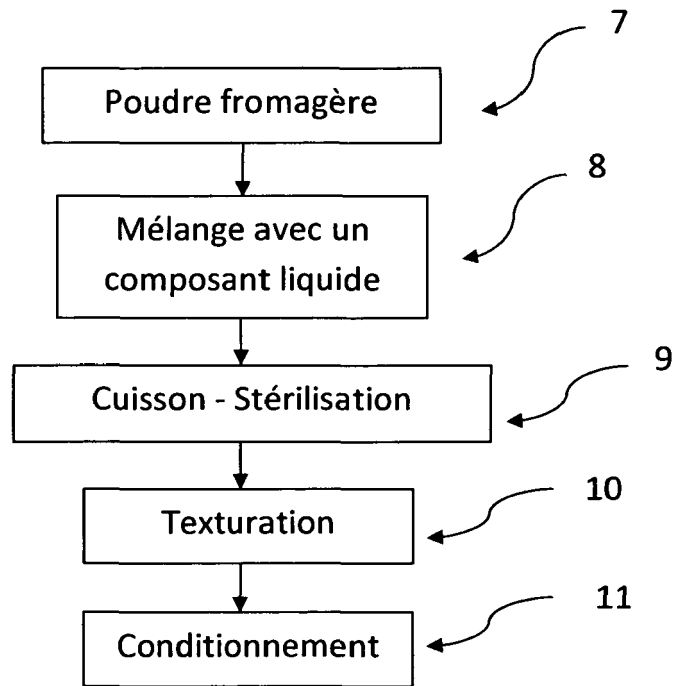 7
Poudre fromagère
8
Mélange avec un
composant liquide
9
Cuisson - Stérilisation
10
Texturation
11
Conditionnement